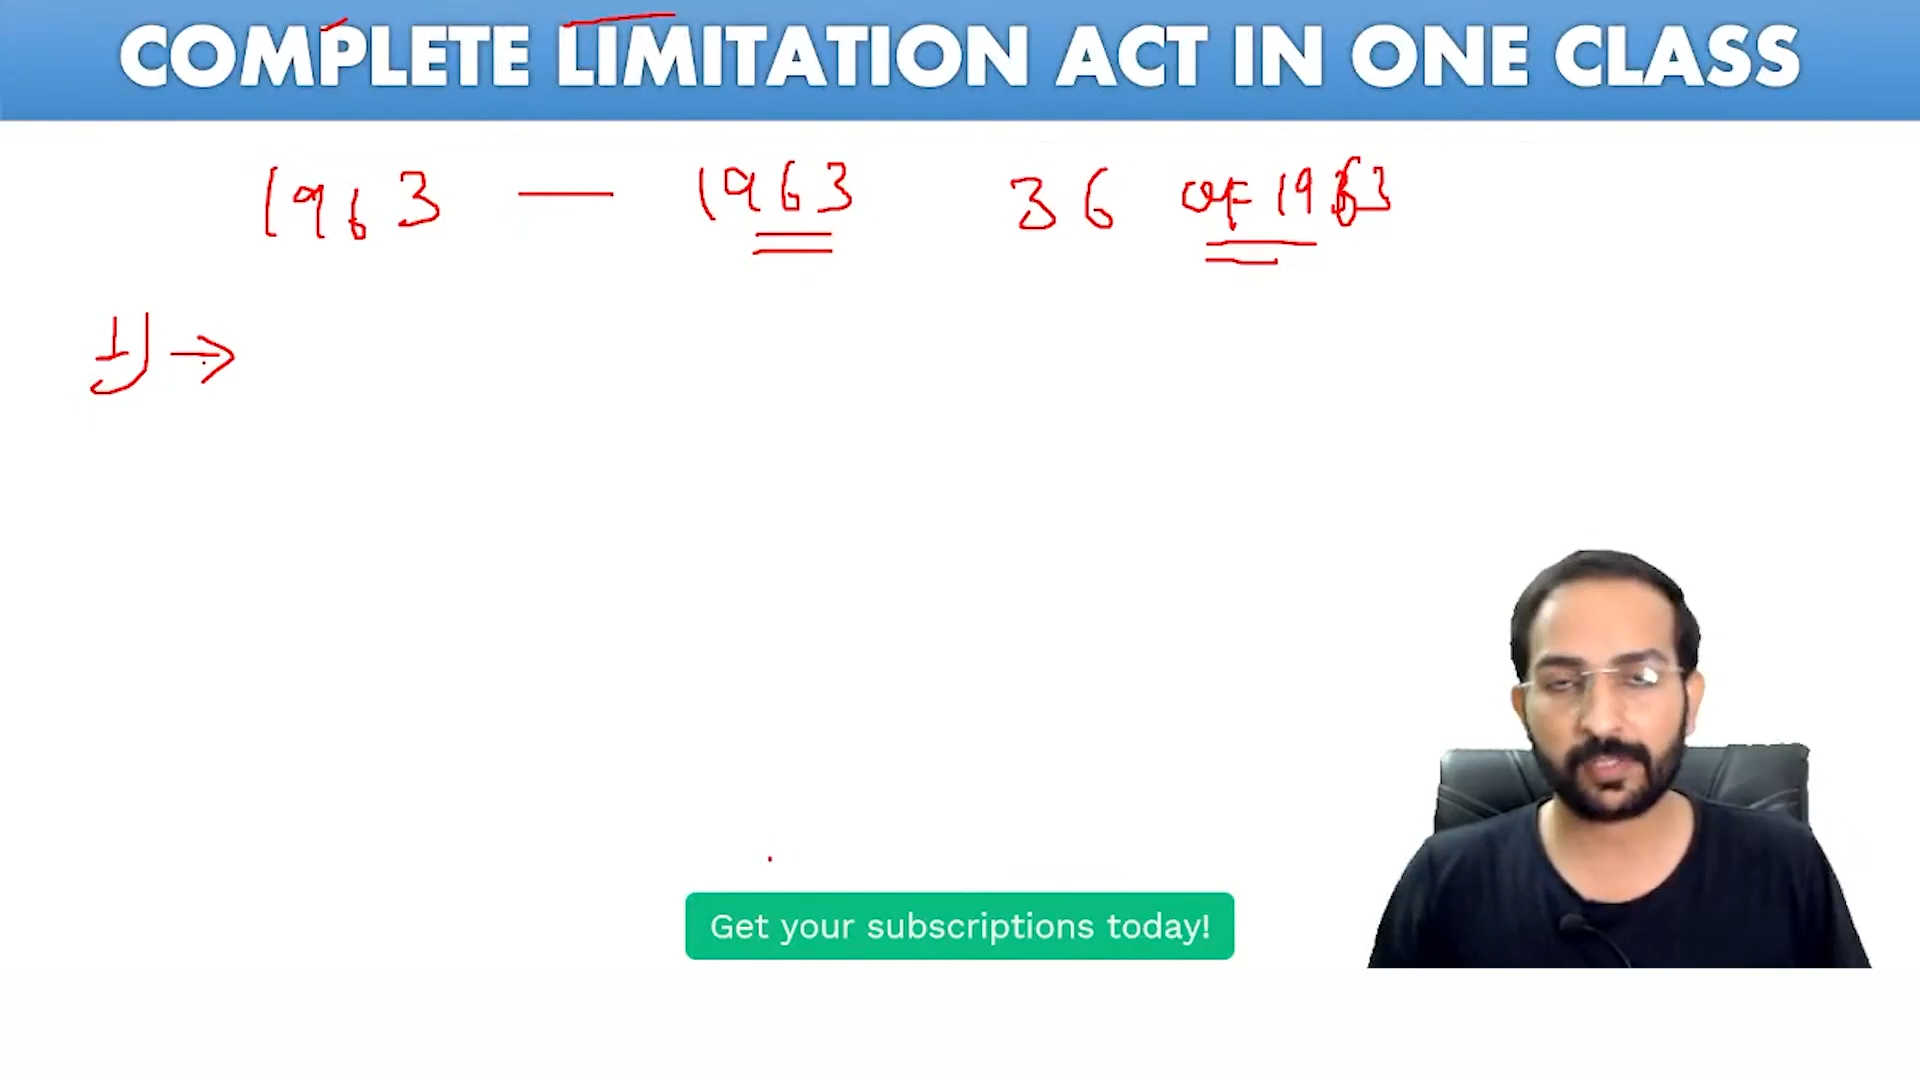 COMPLETE LIMITATION ACT IN ONE CLASS
1963 — 1963 36 of 1963
1) →
Get your subscriptions today!